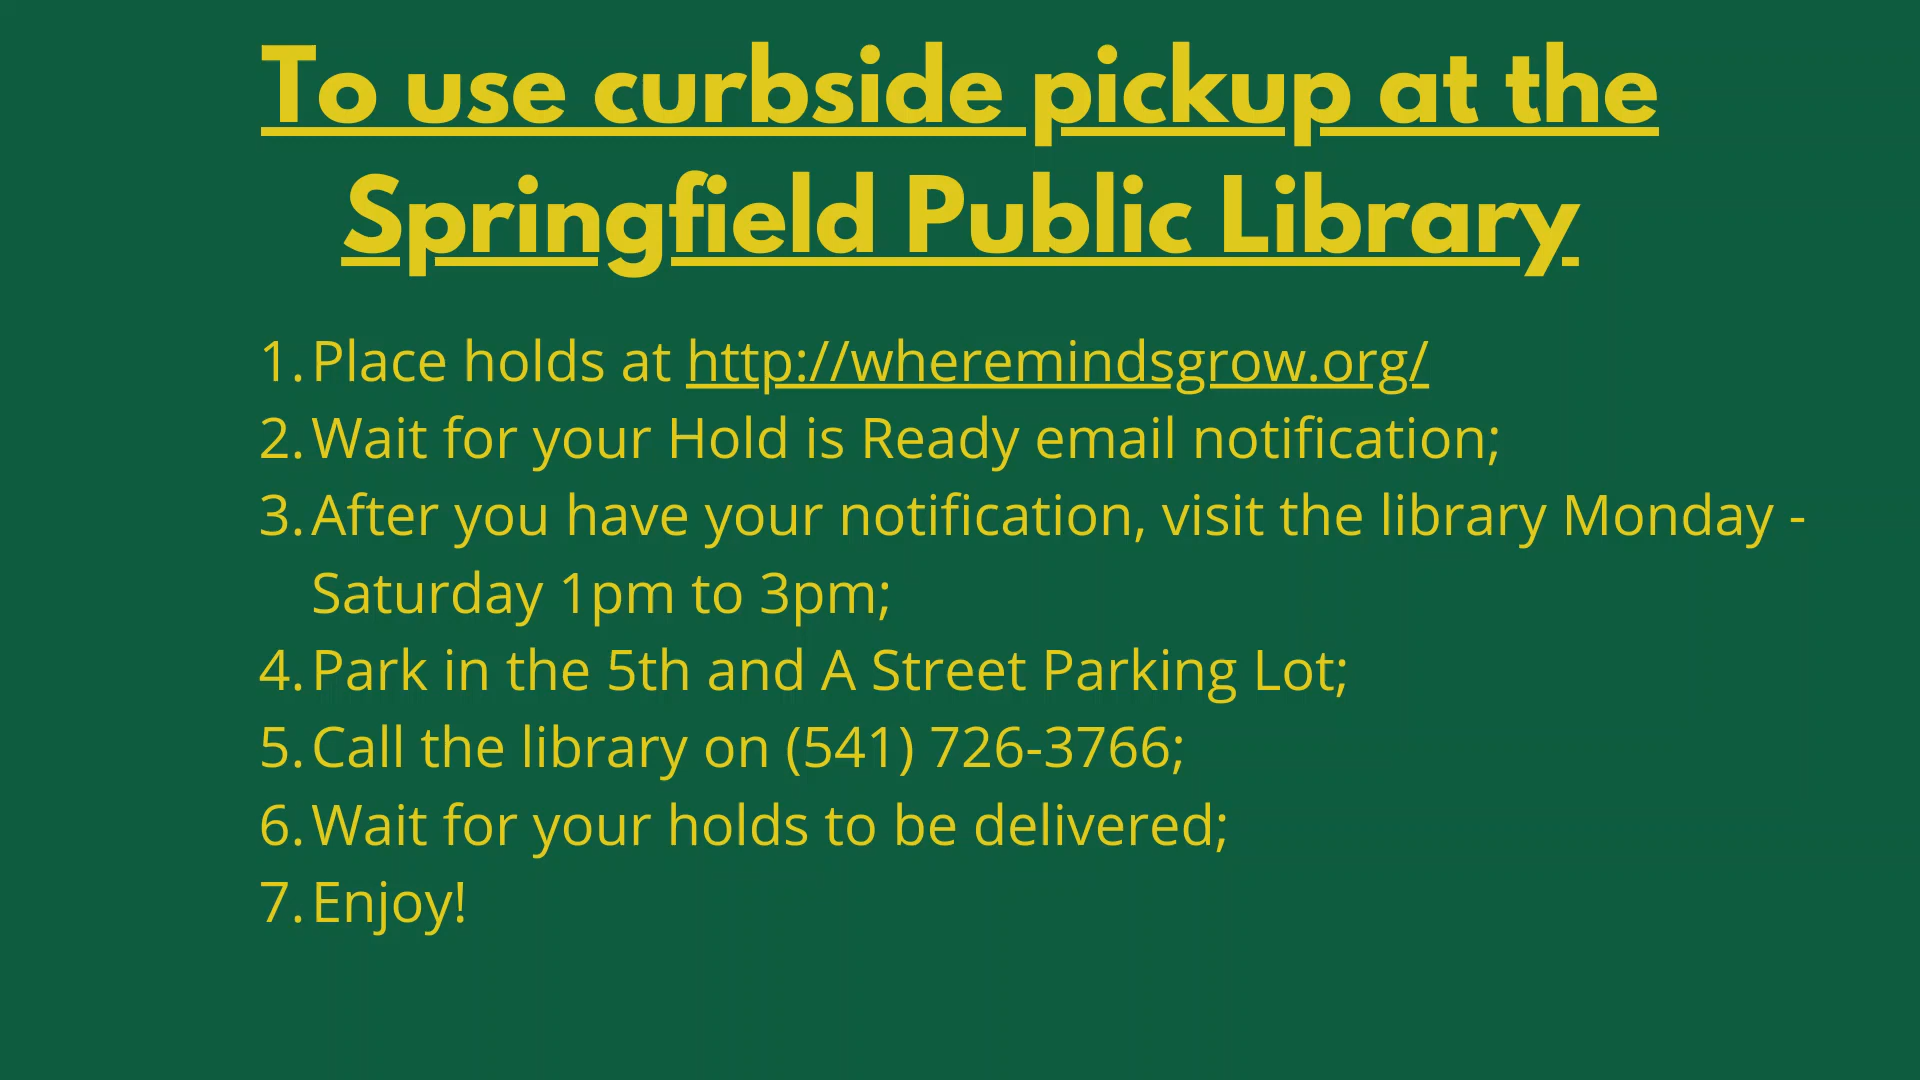 To use curbside pickup at the
Springfield Public Library
1. Place holds at http://wheremindsgrow.org/
2. Wait for your Hold is Ready email notification;
3. After you have your notification, visit the library Monday -
Saturday 1pm to 3pm;
4. Park in the 5th and A Street Parking Lot;
5. Call the library on (541) 726-3766;
6. Wait for your holds to be delivered;
7. Enjoy!